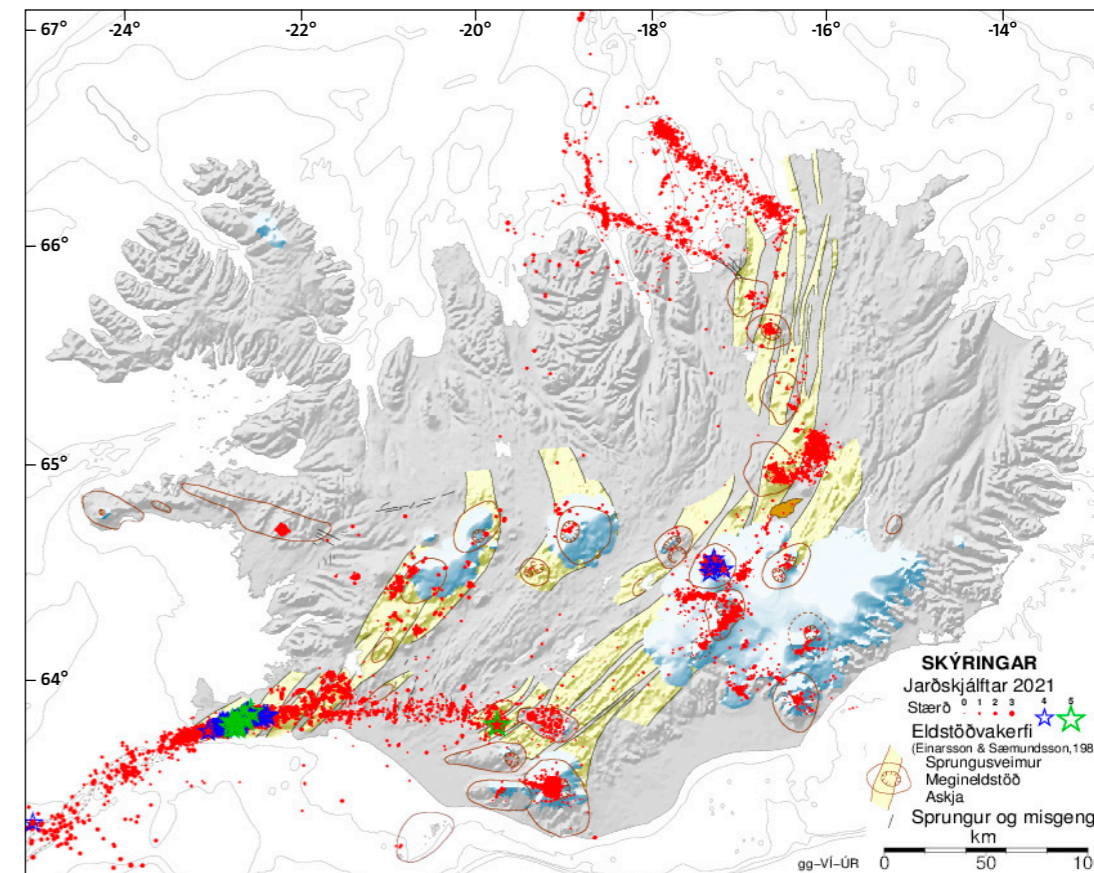 -24° -22° -20° -18° -16° -14°
67°
66°
65°
64°
SKÝRINGAR
Jarðskjálftar 2021
Stærð 0 1 2 3 4 5
Eldstöðvakerfi
(Einarsson & Sæmundsson,198
Sprungusveimur
Megineldstöð
Askja
Sprungur og misgeng
km
0 50 10
gg-VÍ-ÚR